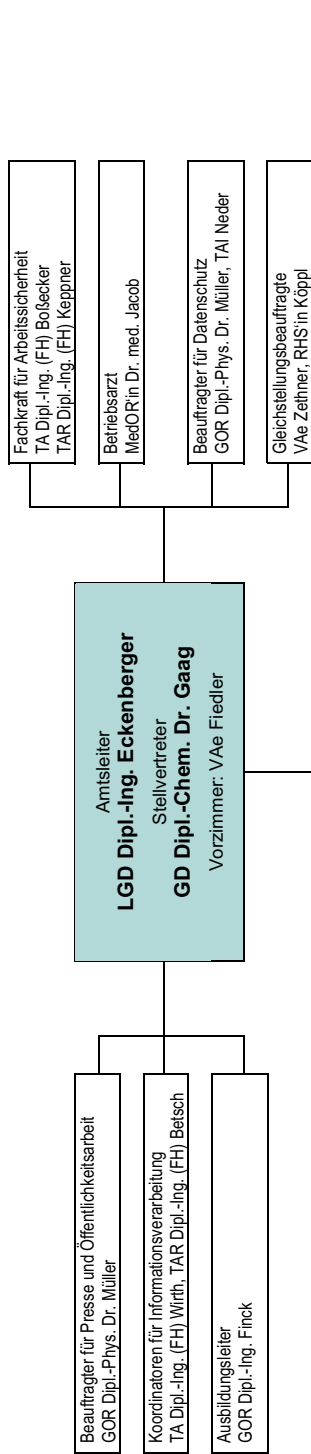 Beauftragter für Presse und Öffentlichkeitsarbeit
GOR Dipl.-Phys. Dr. Müller
Koordinatoren für Informationsverarbeitung
TA Dipl.-Ing. (FH) Wirth, TAR Dipl.-Ing. (FH) Betsch
Ausbildungsleiter
GOR Dipl.-Ing. Finck
Amtsleiter
LGD Dipl.-Ing. Eckenberger
Stellvertreter
GD Dipl.-Chem. Dr. Gaag
Vorzimmer: VAe Fiedler
Fachkraft für Arbeitssicherheit
TA Dipl.-Ing. (FH) Boßecker
TAR Dipl.-Ing. (FH) Keppner
Betriebsarzt
MedOR'in Dr. med. Jacob
Beauftragter für Datenschutz
GOR Dipl.-Phys. Dr. Müller, TAI Neder
Gleichstellungsbeauftragte
VAe Zethner, RHS'in Köppl